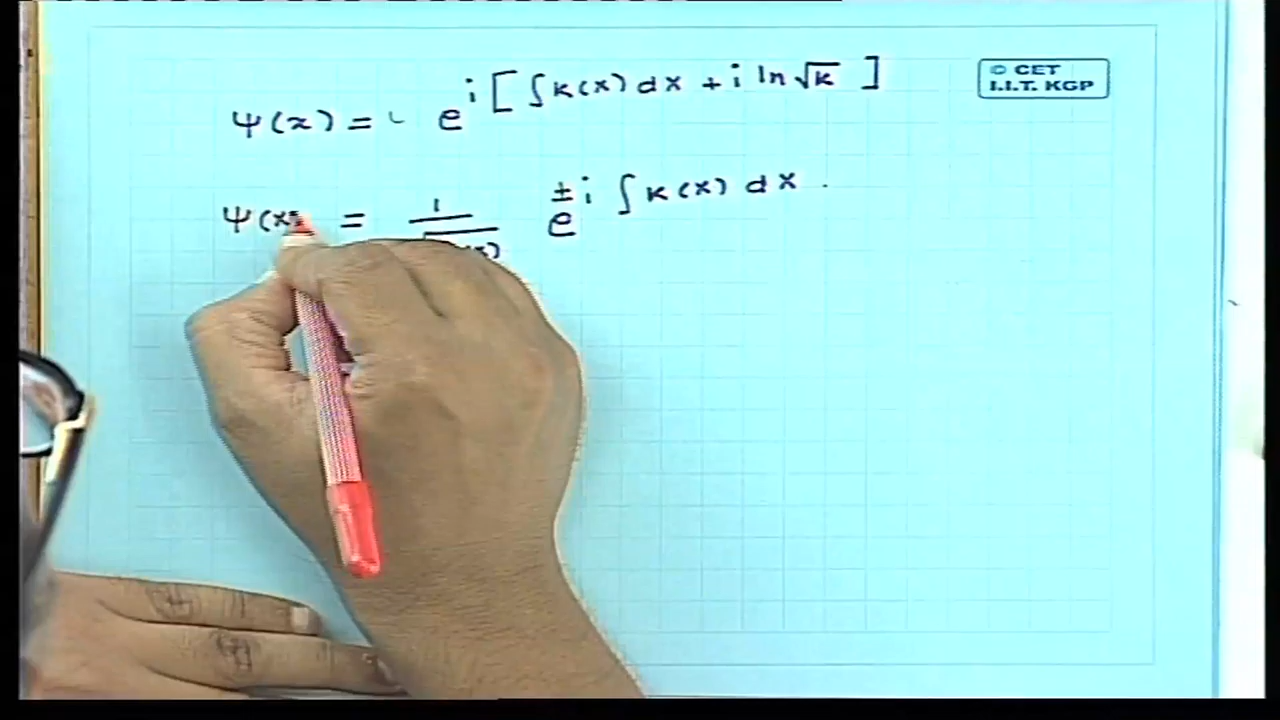 © CET
I.I.T. KGP
ψ(x) = e^{i[∫k(x)dx + i ln√k]}
ψ(x) = 1/√ e^{±i∫k(x)dx}